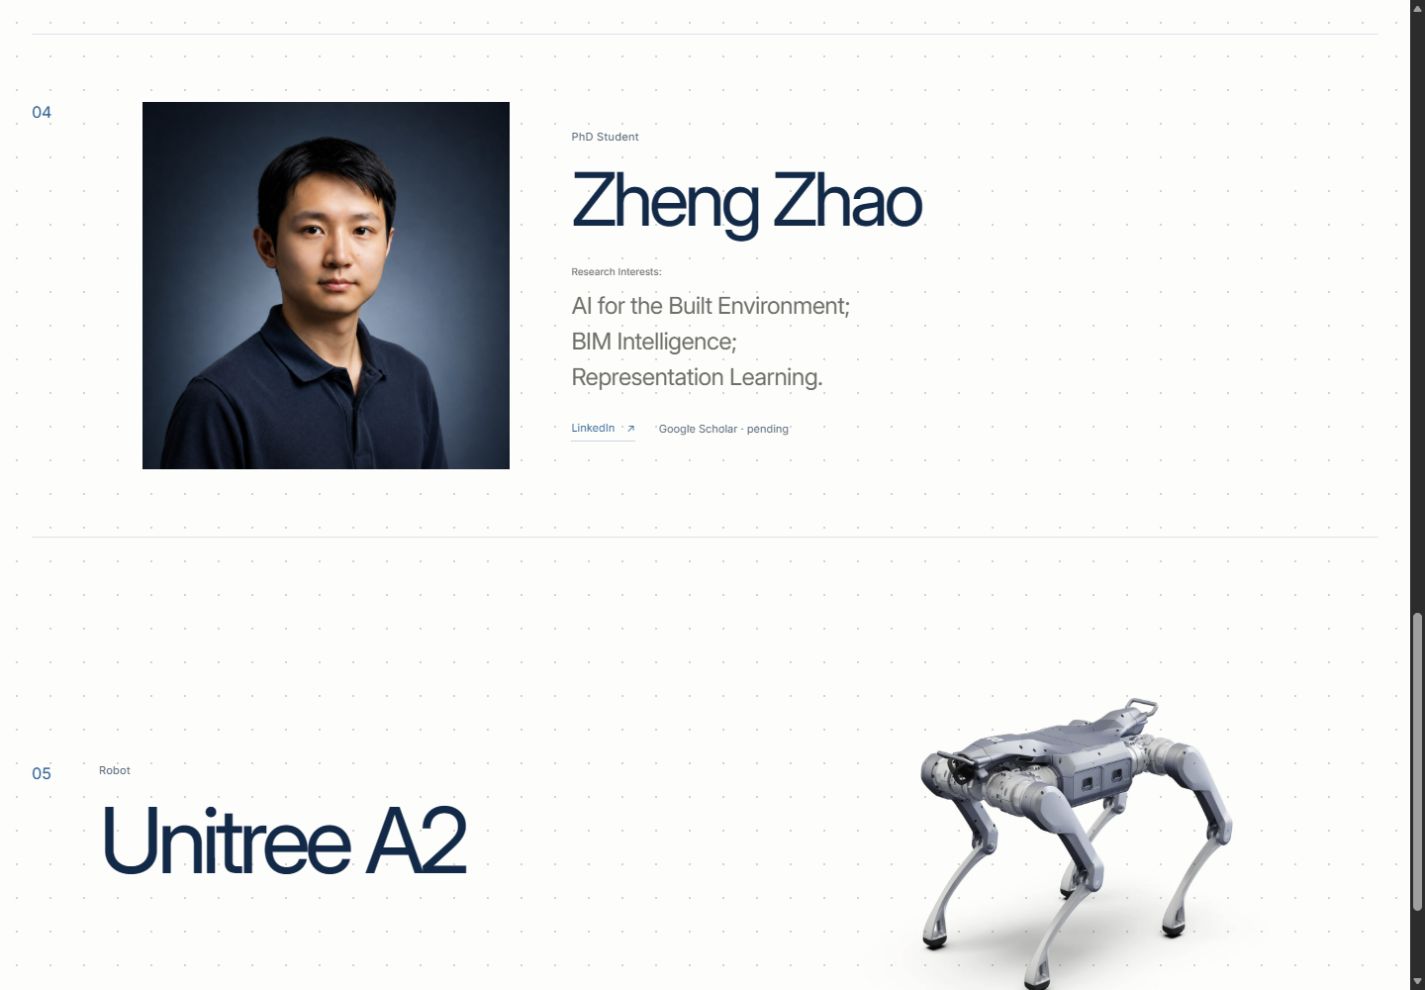 04
PhD Student
Zheng Zhao
Research Interests:
AI for the Built Environment;
BIM Intelligence;
Representation Learning.
LinkedIn ↗
Google Scholar · pending
05
Robot
Unitree A2